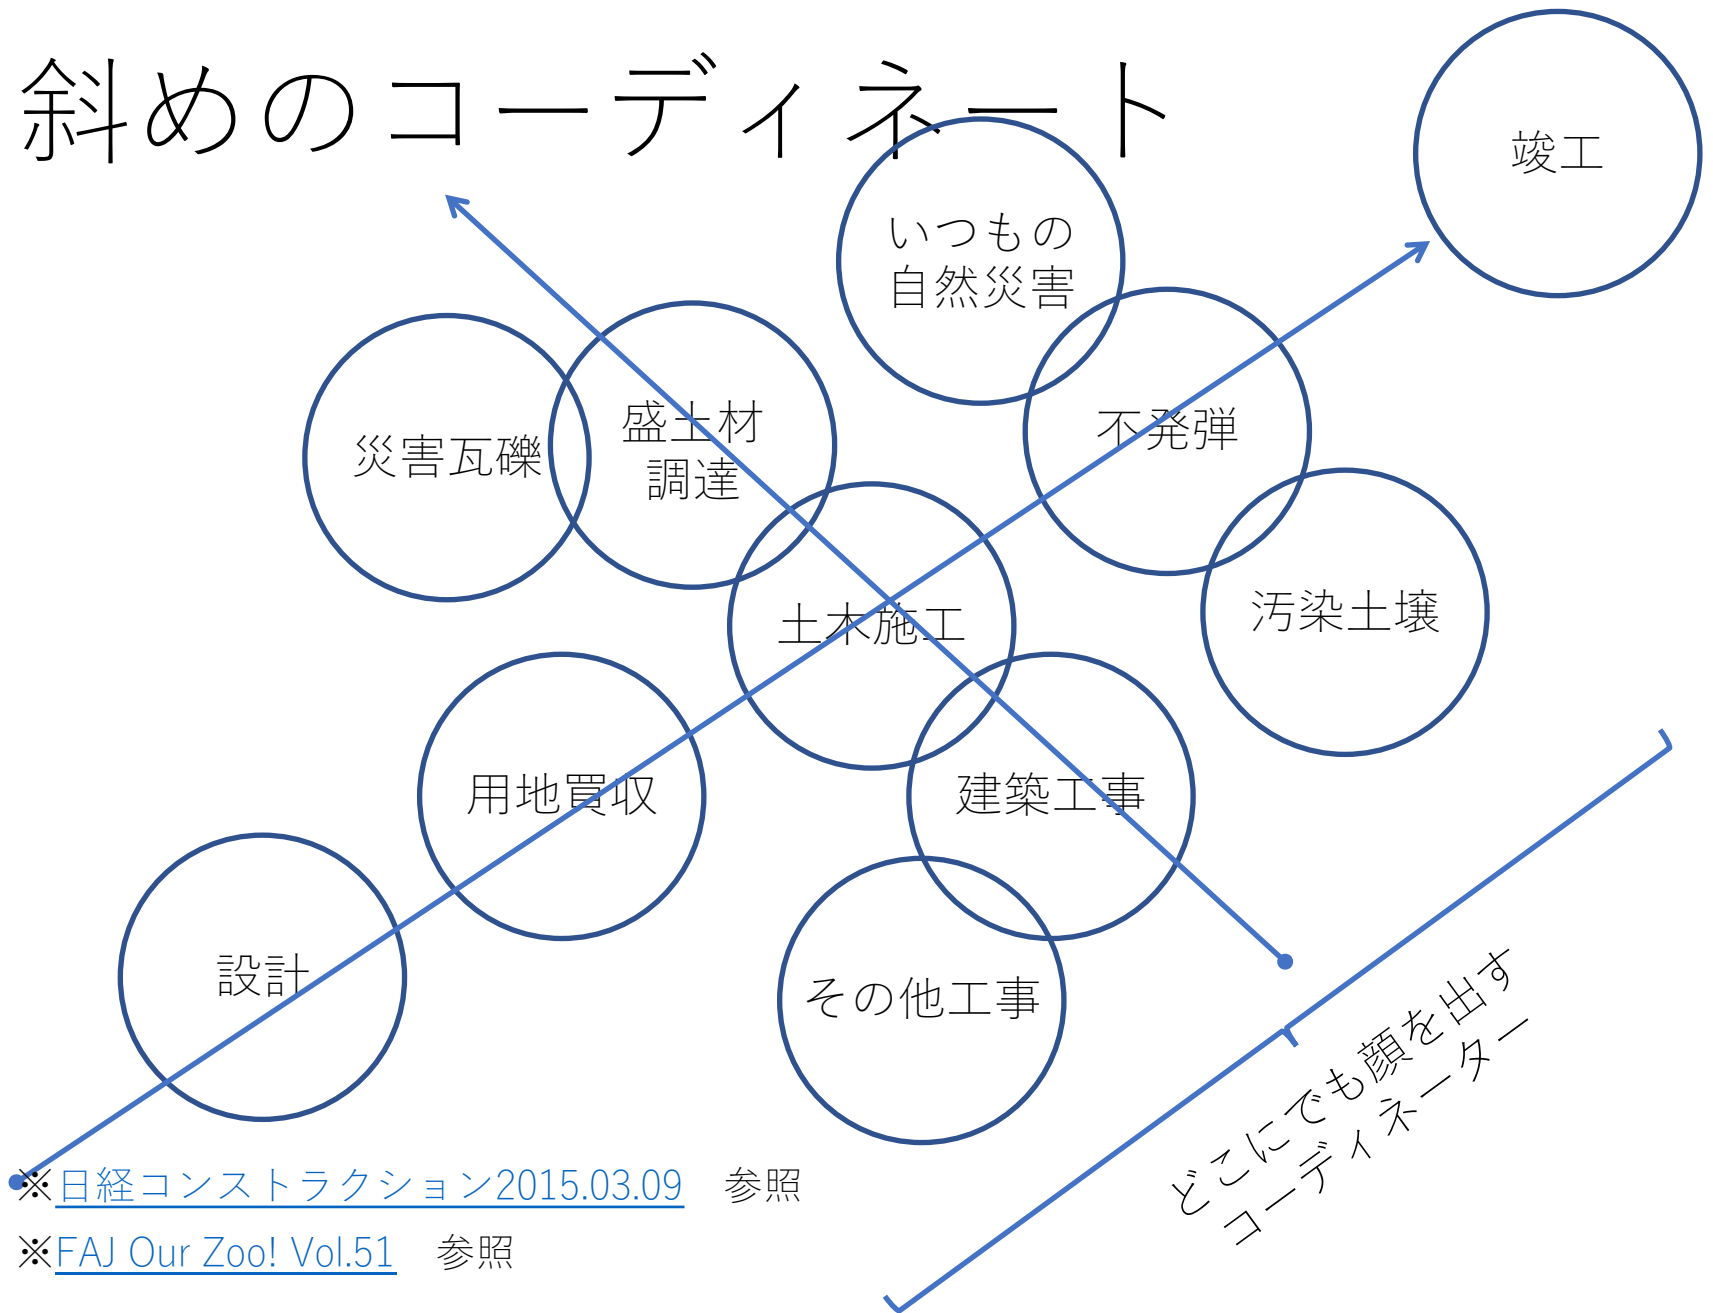 斜めのコーディネート
竣工
いつもの
自然災害
災害瓦礫
盛土材
調達
不発弾
土木施工
汚染土壌
用地買収
建築工事
設計
その他工事
どこにでも顔を出す
コーディネーター
※日経コンストラクション2015.03.09　参照
※FAJ Our Zoo! Vol.51　参照